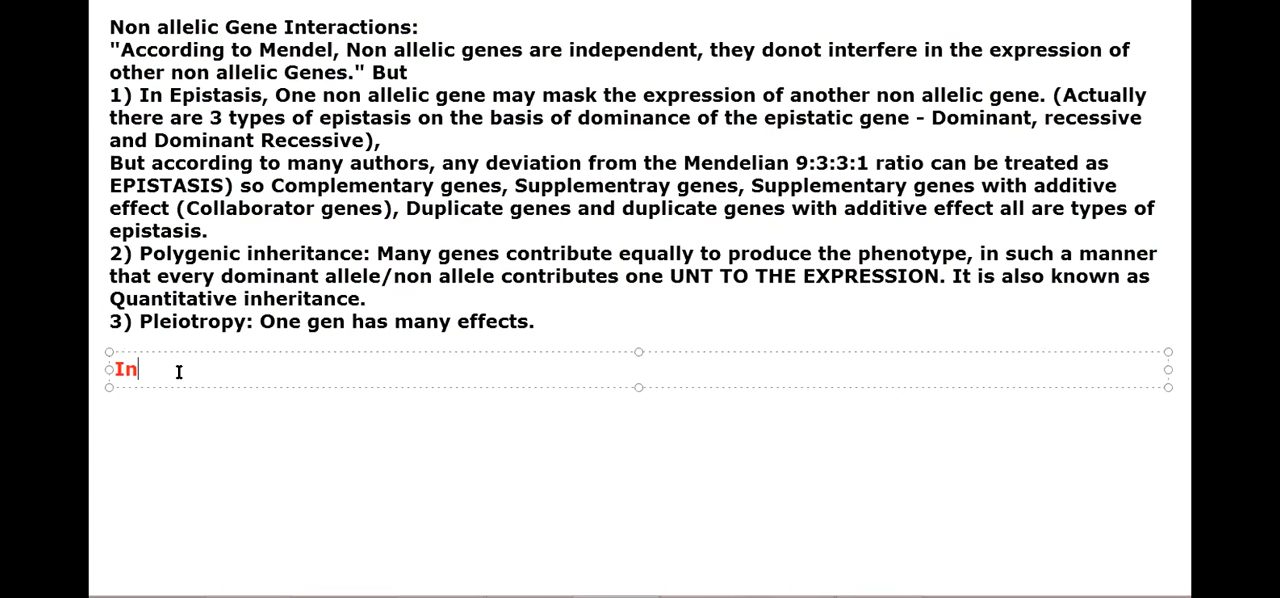 Non allelic Gene Interactions:
"According to Mendel, Non allelic genes are independent, they donot interfere in the expression of
other non allelic Genes." But
1) In Epistasis, One non allelic gene may mask the expression of another non allelic gene. (Actually
there are 3 types of epistasis on the basis of dominance of the epistatic gene - Dominant, recessive
and Dominant Recessive),
But according to many authors, any deviation from the Mendelian 9:3:3:1 ratio can be treated as
EPISTASIS) so Complementary genes, Supplementray genes, Supplementary genes with additive
effect (Collaborator genes), Duplicate genes and duplicate genes with additive effect all are types of
epistasis.
2) Polygenic inheritance: Many genes contribute equally to produce the phenotype, in such a manner
that every dominant allele/non allele contributes one UNT TO THE EXPRESSION. It is also known as
Quantitative inheritance.
3) Pleiotropy: One gen has many effects.
In